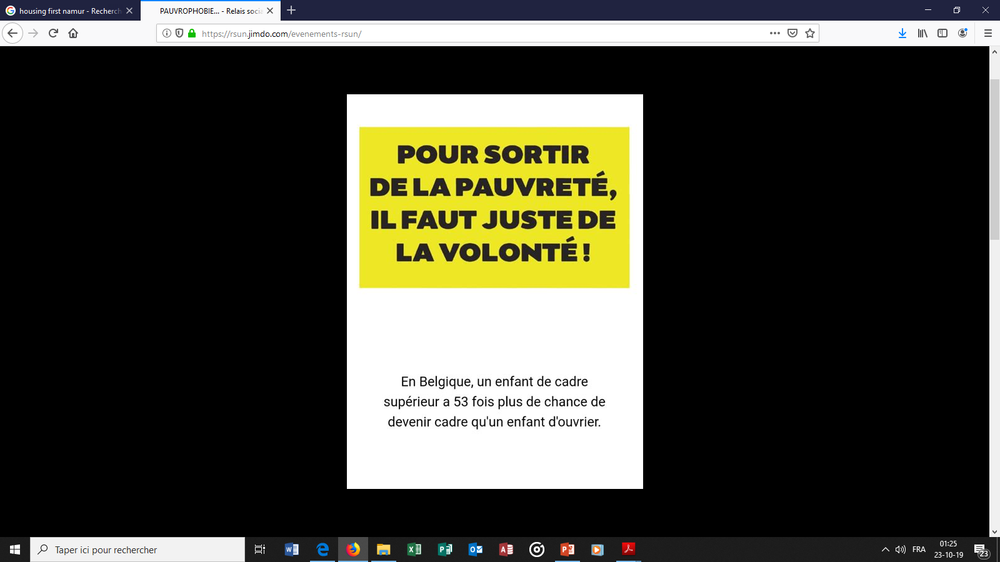 housing first namur - Recherch
PAUVROPHOBIE... - Relais socia
https://rsun.jimdo.com/evenements-rsun/
POUR SORTIR
DE LA PAUVRETÉ,
IL FAUT JUSTE DE
LA VOLONTÉ !
En Belgique, un enfant de cadre
supérieur a 53 fois plus de chance de
devenir cadre qu'un enfant d'ouvrier.
Taper ici pour rechercher
FRA
01:25
23-10-19
23